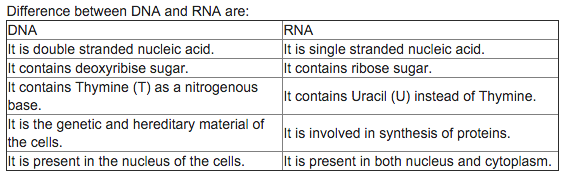 Difference between DNA and RNA are:
DNA RNA
It is double stranded nucleic acid. It is single stranded nucleic acid.
It contains deoxyribise sugar. It contains ribose sugar.
It contains Thymine (T) as a nitrogenous
base. It contains Uracil (U) instead of Thymine.
It is the genetic and hereditary material of
the cells. It is involved in synthesis of proteins.
It is present in the nucleus of the cells. It is present in both nucleus and cytoplasm.